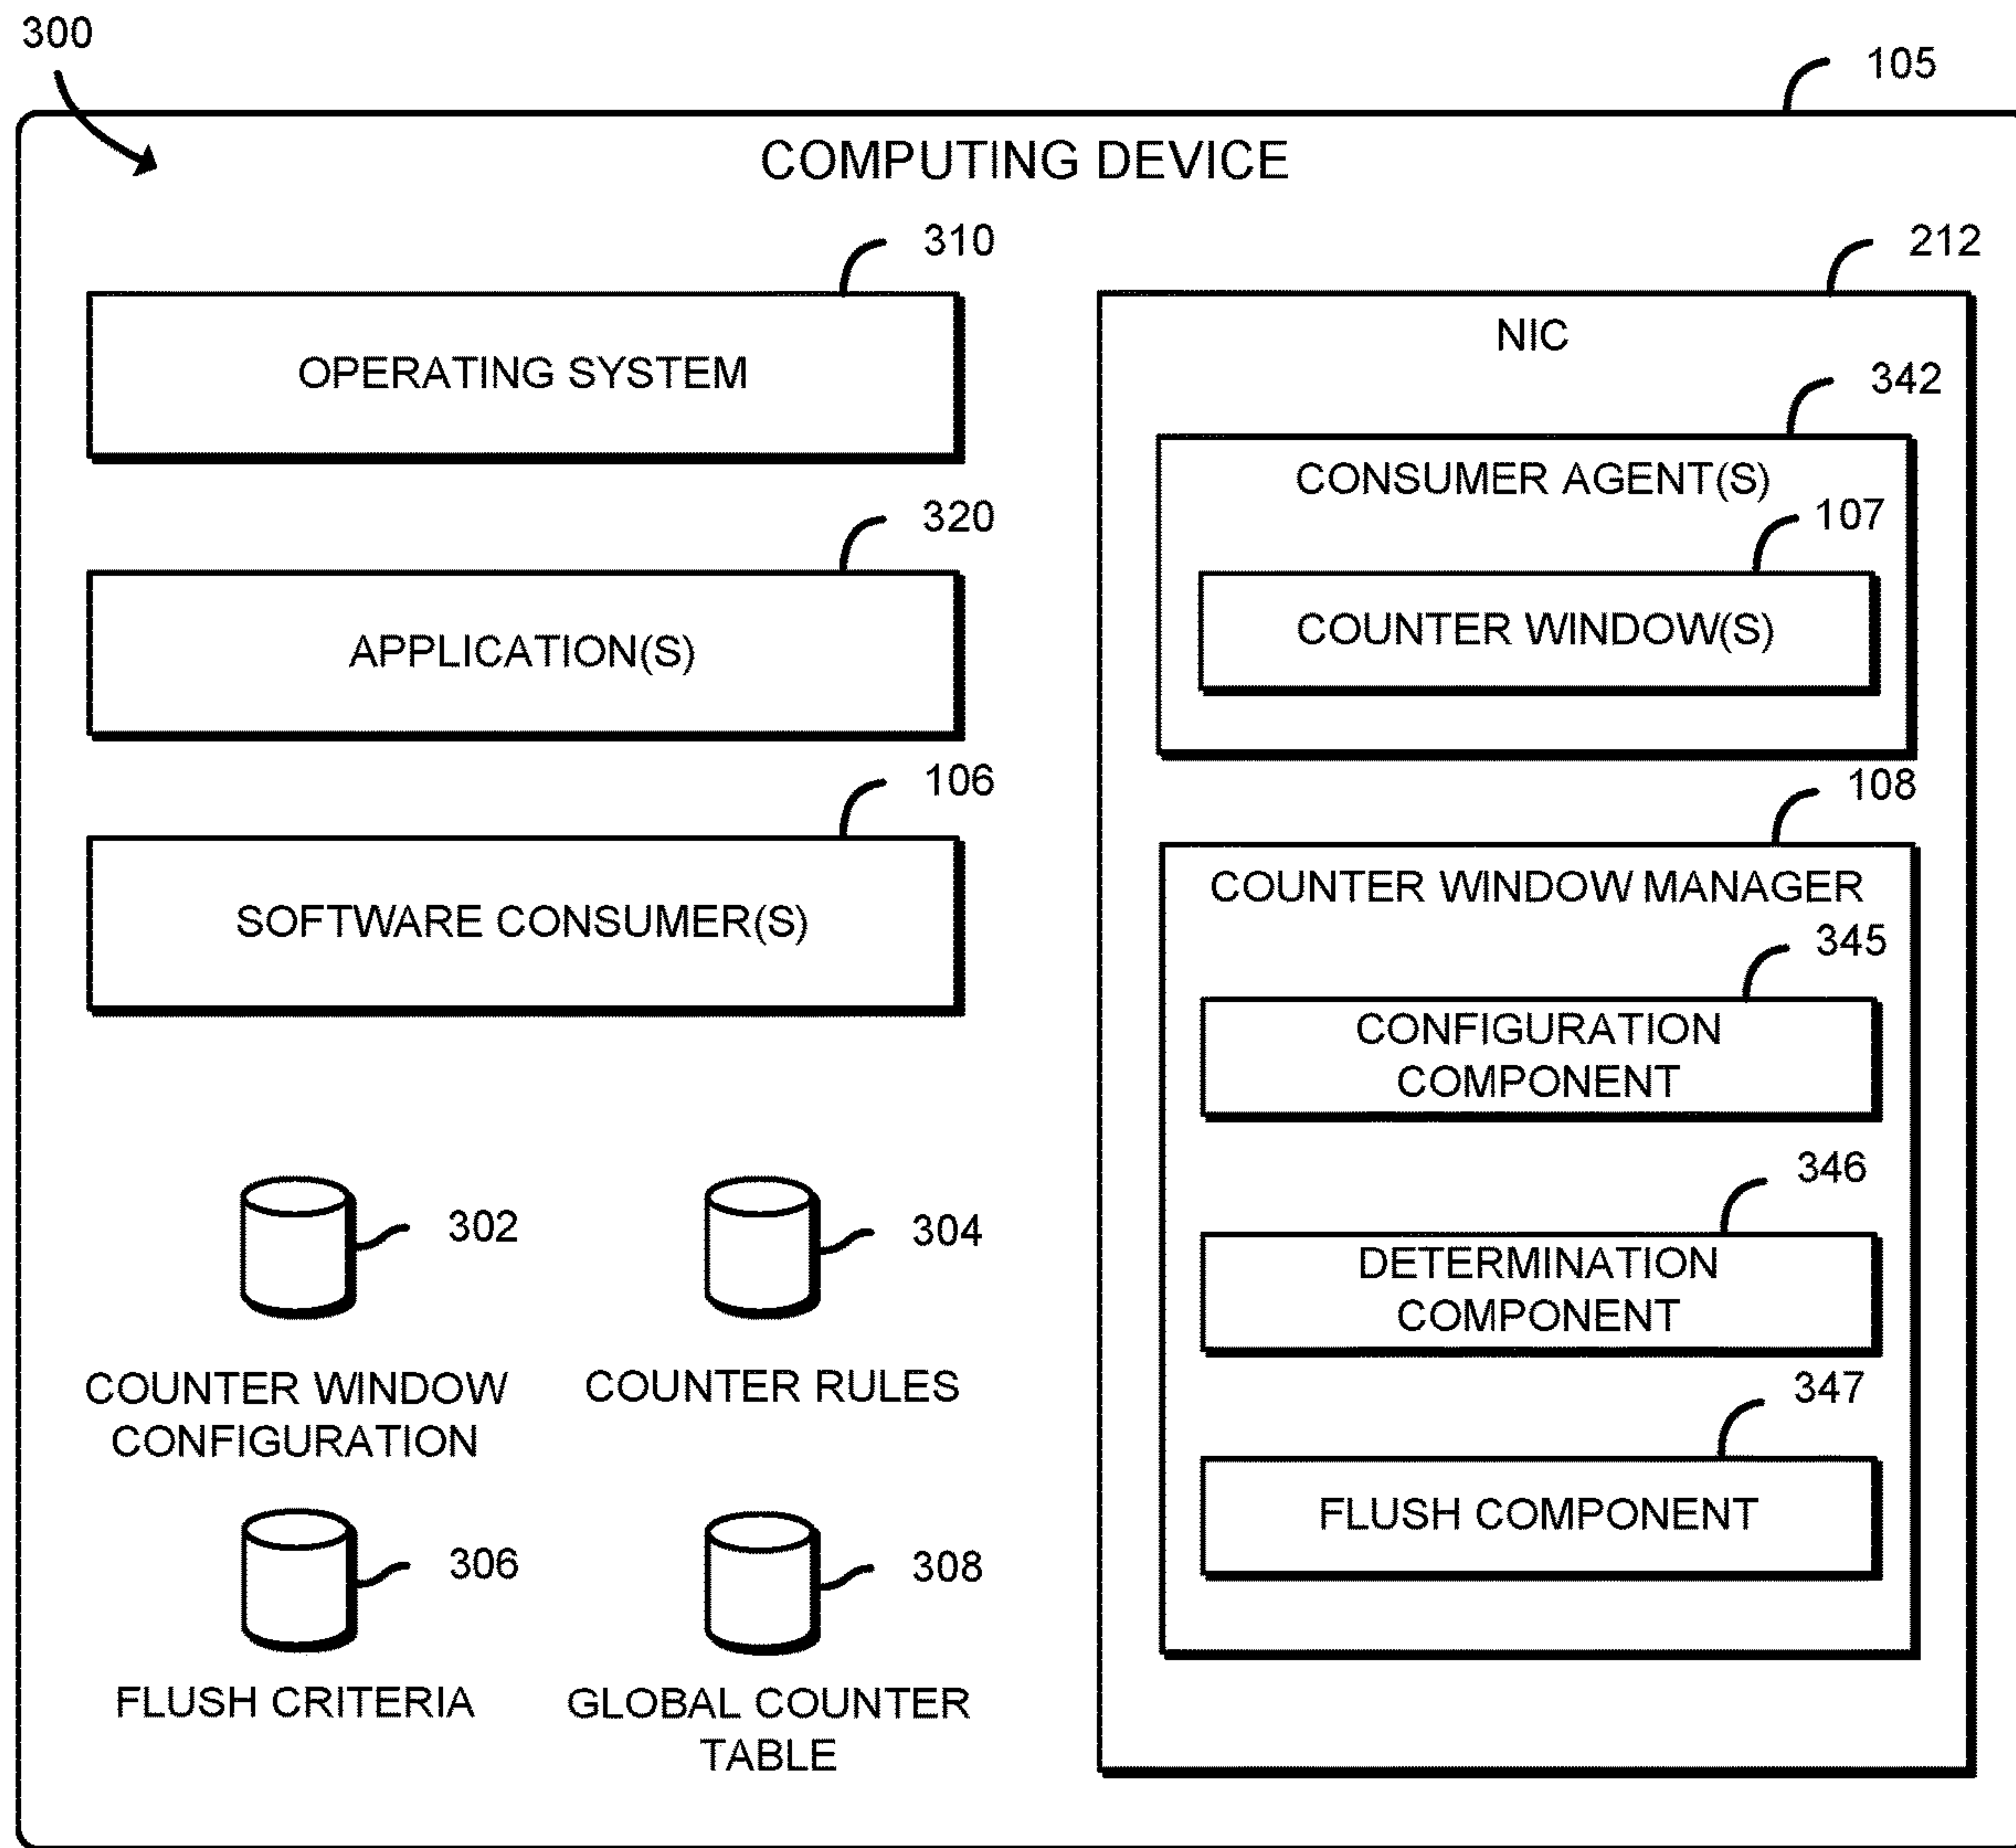 300
105
COMPUTING DEVICE
310
OPERATING SYSTEM
320
APPLICATION(S)
106
SOFTWARE CONSUMER(S)
302
COUNTER WINDOW
CONFIGURATION
304
COUNTER RULES
306
FLUSH CRITERIA
308
GLOBAL COUNTER
TABLE
212
NIC
342
CONSUMER AGENT(S)
107
COUNTER WINDOW(S)
108
COUNTER WINDOW MANAGER
345
CONFIGURATION
COMPONENT
346
DETERMINATION
COMPONENT
347
FLUSH COMPONENT